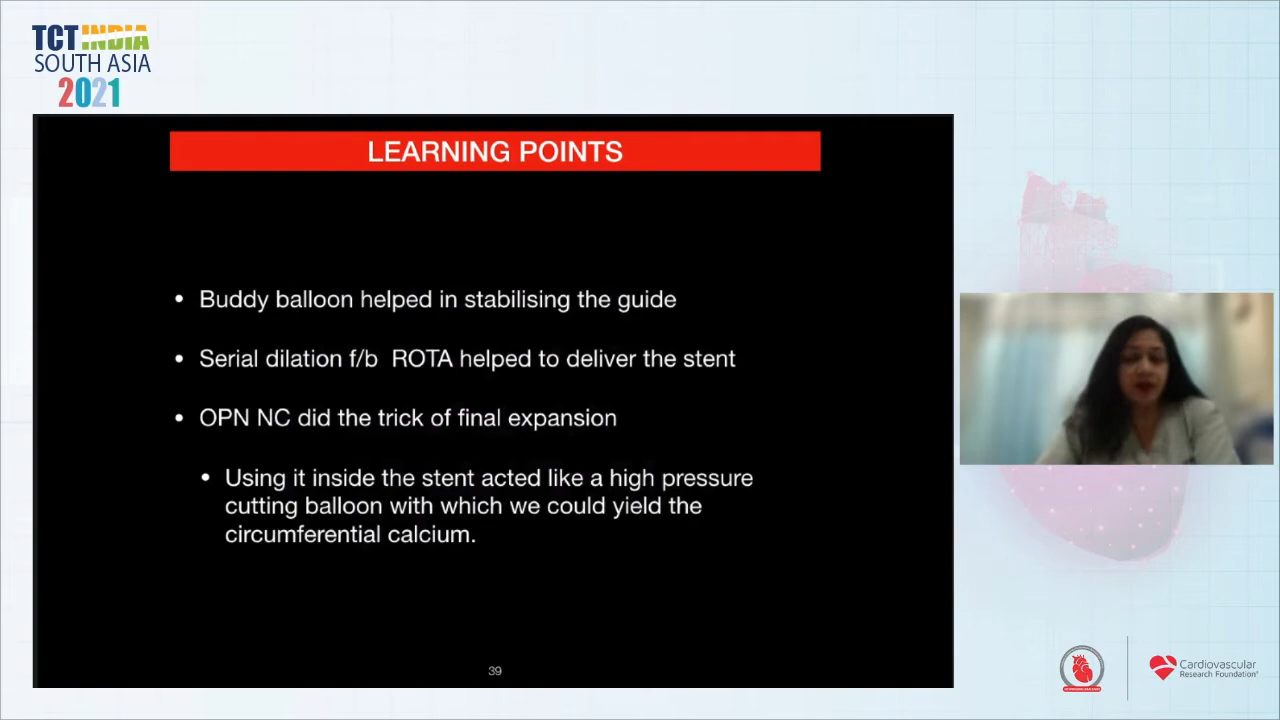 TCT INDIA
SOUTH ASIA
2021
LEARNING POINTS
• Buddy balloon helped in stabilising the guide
• Serial dilation f/b ROTA helped to deliver the stent
• OPN NC did the trick of final expansion
• Using it inside the stent acted like a high pressure
cutting balloon with which we could yield the
circumferential calcium.
39
Cardiovascular
Research Foundation®